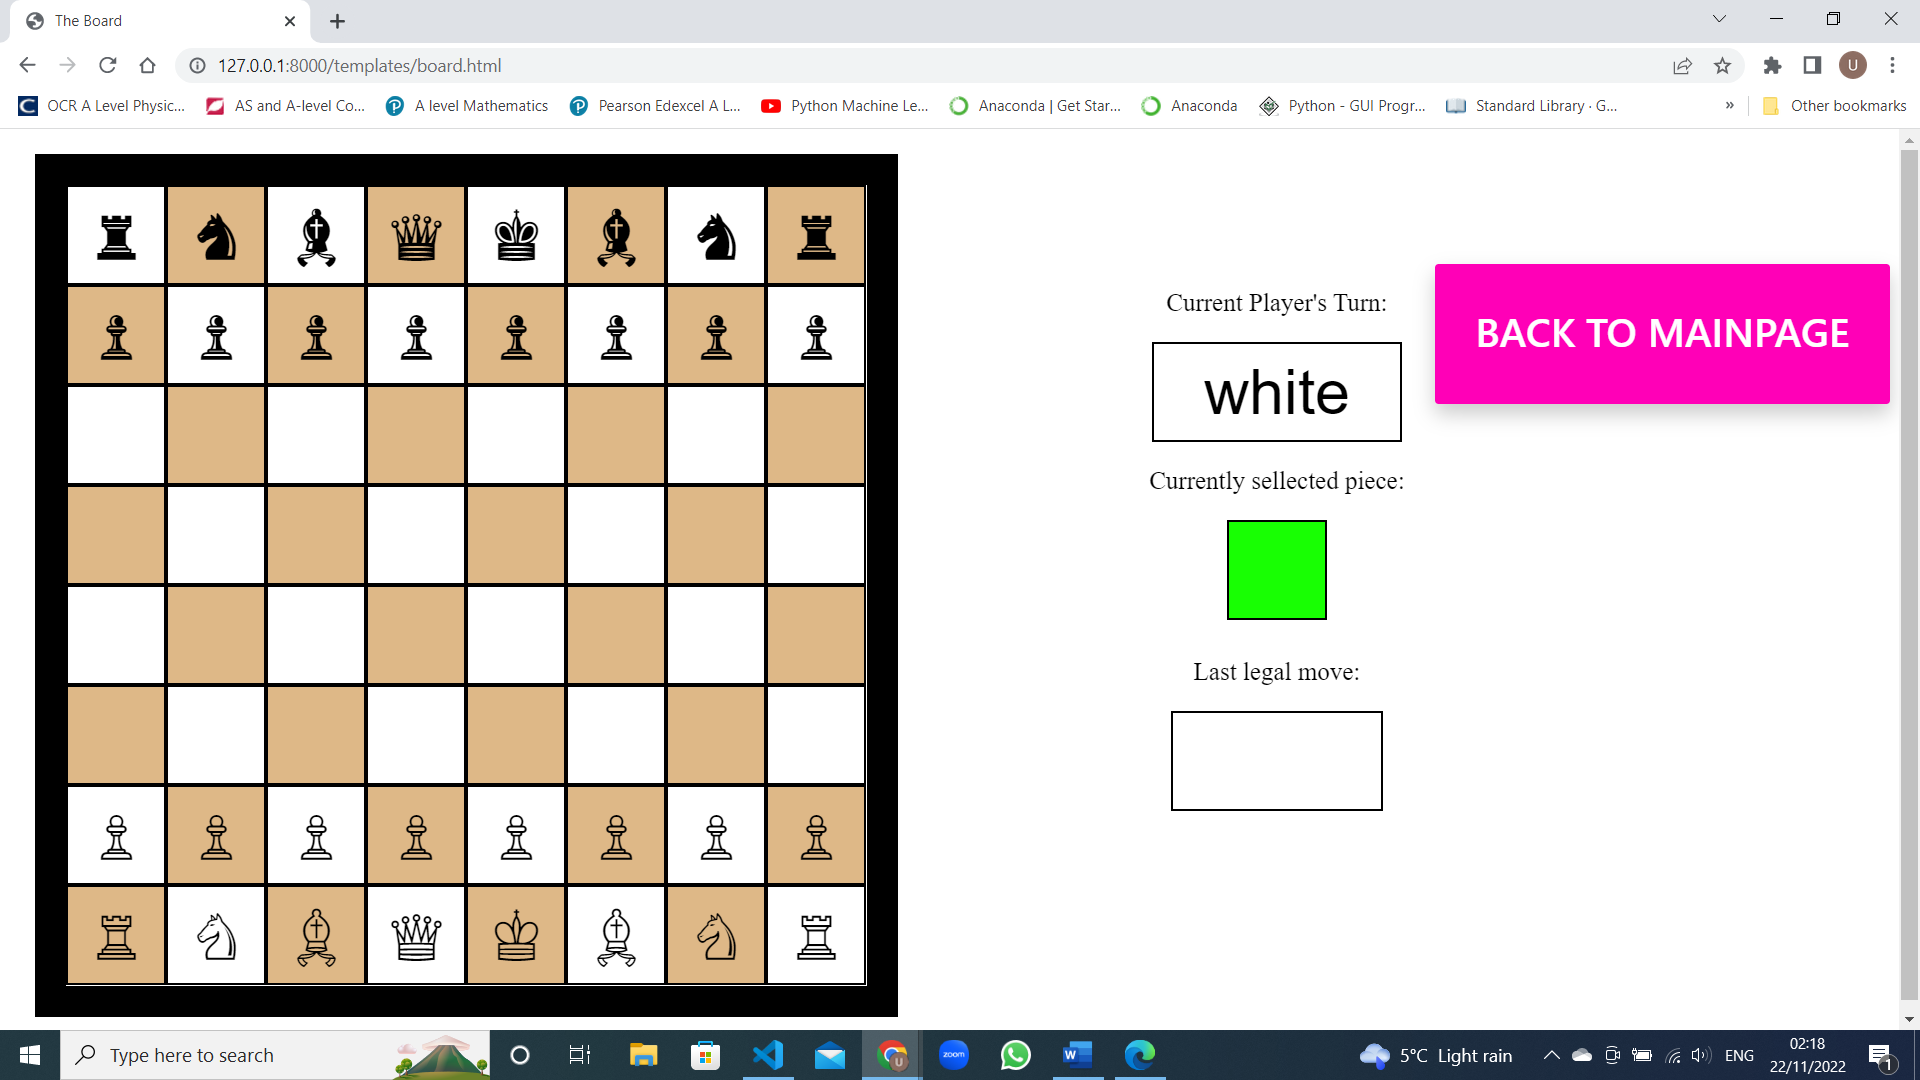 The Board
127.0.0.1:8000/templates/board.html
U
OCR A Level Physic...
AS and A-level Co...
A level Mathematics
Pearson Edexcel A L...
Python Machine Le...
Anaconda | Get Star...
Anaconda
Python - GUI Progr...
Standard Library · G...
»
Other bookmarks
Current Player's Turn:
white
BACK TO MAINPAGE
Currently sellected piece:
Last legal move:
Type here to search
U
zoom
W
5°C Light rain
ENG
02:18
22/11/2022
1